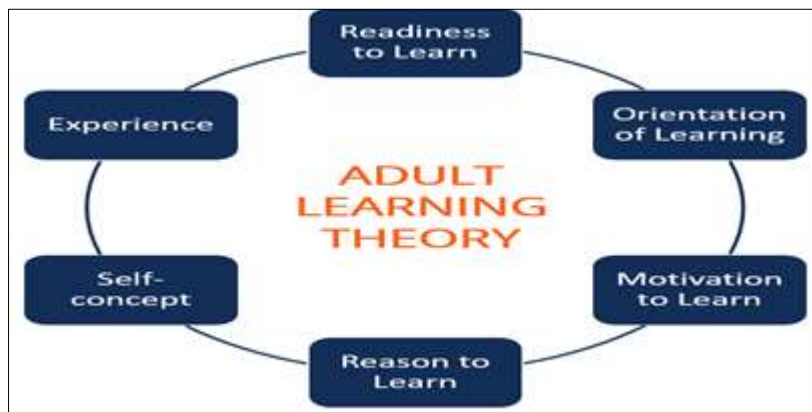 Readiness
to Learn
Experience
Orientation
of Learning
ADULT
LEARNING
THEORY
Self-
concept
Motivation
to Learn
Reason to
Learn